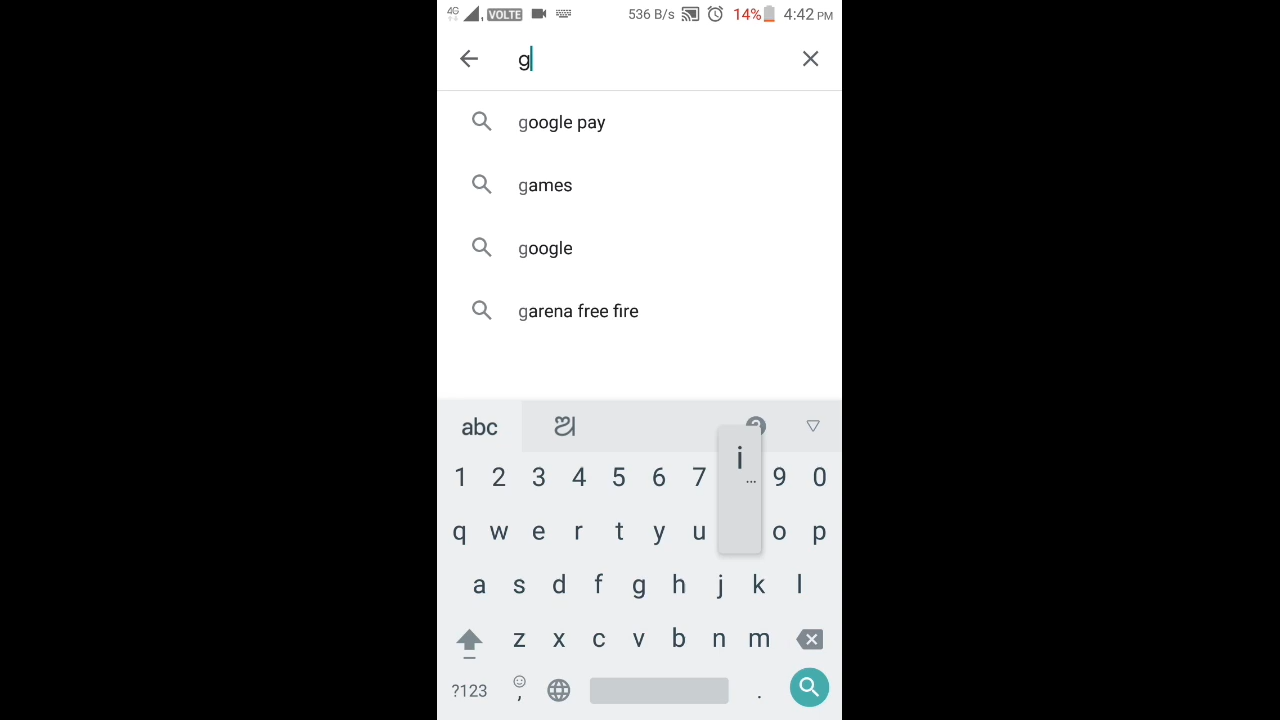 4G VOLTE 536 B/s 14% 4:42 PM
g
google pay
games
google
garena free fire
abc ଅ
i
...
1 2 3 4 5 6 7 9 0
q w e r t y u o p
a s d f g h j k l
z x c v b n m
?123 , .